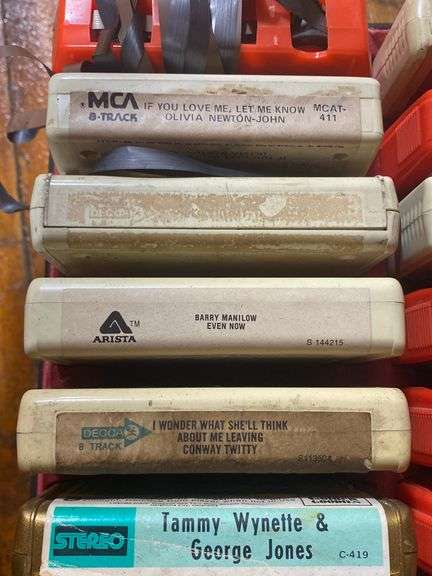 MCA
8-TRACK
IF YOU LOVE ME, LET ME KNOW
OLIVIA NEWTON-JOHN
MCAT-
411
DECCA
ARISTA
TM
BARRY MANILOW
EVEN NOW
S 144215
DECCA
8 TRACK
I WONDER WHAT SHE'LL THINK
ABOUT ME LEAVING
CONWAY TWITTY
STEREO
Tammy Wynette &
George Jones
C-419